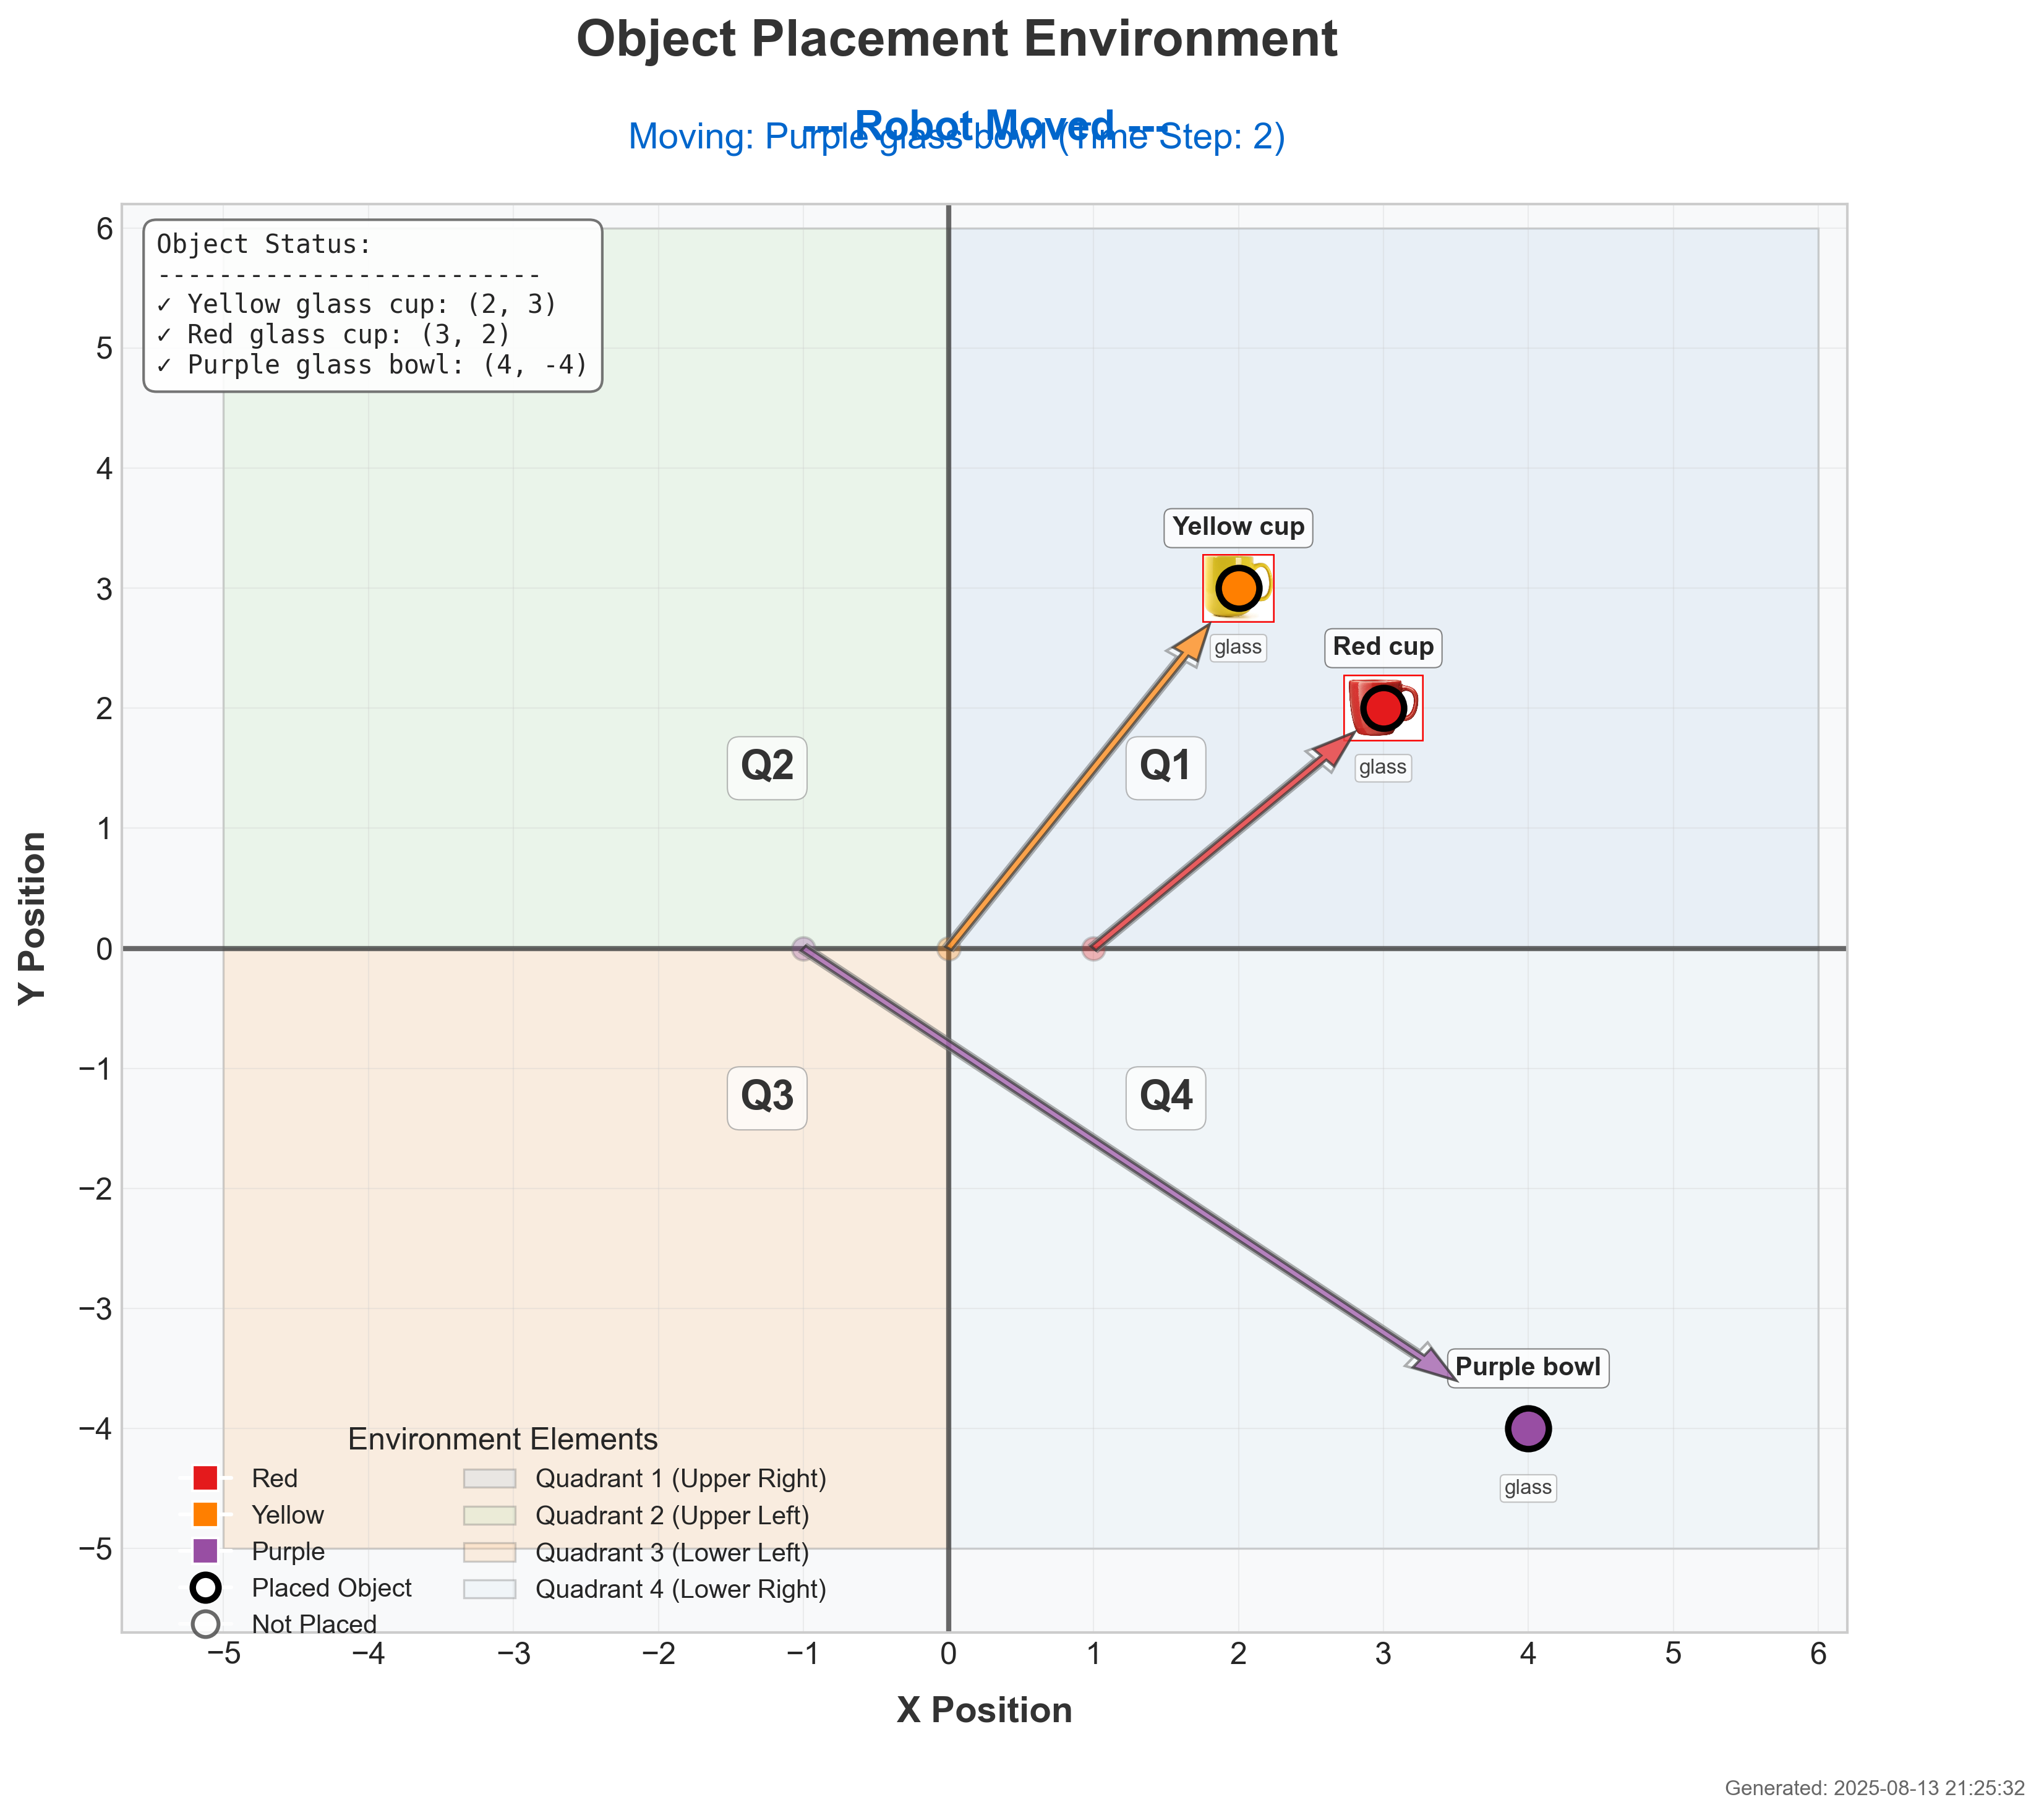 Object Placement Environment
--- Robot Moved ---
Moving: Purple glass bowl (Time Step: 2)
Object Status:
-------------------------
✓ Yellow glass cup: (2, 3)
✓ Red glass cup: (3, 2)
✓ Purple glass bowl: (4, -4)
6
5
4
3
2
1
0
−1
−2
−3
−4
−5
Y Position
Yellow cup
glass
Red cup
glass
Q2
Q1
Q3
Q4
Purple bowl
glass
Environment Elements
Red
Yellow
Purple
Placed Object
Not Placed
Quadrant 1 (Upper Right)
Quadrant 2 (Upper Left)
Quadrant 3 (Lower Left)
Quadrant 4 (Lower Right)
−5 −4 −3 −2 −1 0 1 2 3 4 5 6
X Position
Generated: 2025-08-13 21:25:32